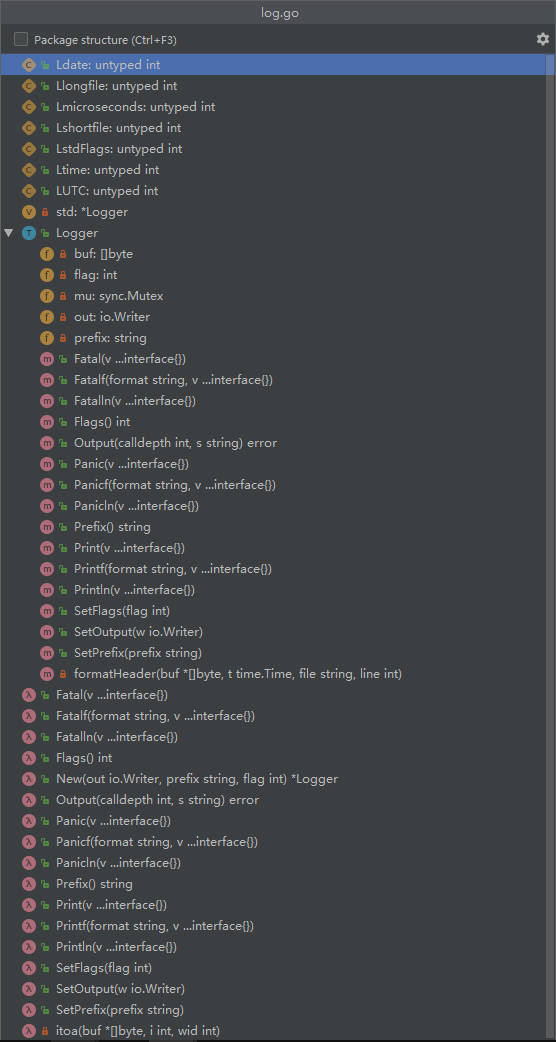 log.go
Package structure (Ctrl+F3)
C Ldate: untyped int
C Llongfile: untyped int
C Lmicroseconds: untyped int
C Lshortfile: untyped int
C LstdFlags: untyped int
C Ltime: untyped int
C LUTC: untyped int
V std: *Logger
T Logger
f buf: []byte
f flag: int
f mu: sync.Mutex
f out: io.Writer
f prefix: string
m Fatal(v ...interface{})
m Fatalf(format string, v ...interface{})
m Fatalln(v ...interface{})
m Flags() int
m Output(calldepth int, s string) error
m Panic(v ...interface{})
m Panicf(format string, v ...interface{})
m Panicln(v ...interface{})
m Prefix() string
m Print(v ...interface{})
m Printf(format string, v ...interface{})
m Println(v ...interface{})
m SetFlags(flag int)
m SetOutput(w io.Writer)
m SetPrefix(prefix string)
m formatHeader(buf *[]byte, t time.Time, file string, line int)
λ Fatal(v ...interface{})
λ Fatalf(format string, v ...interface{})
λ Fatalln(v ...interface{})
λ Flags() int
λ New(out io.Writer, prefix string, flag int) *Logger
λ Output(calldepth int, s string) error
λ Panic(v ...interface{})
λ Panicf(format string, v ...interface{})
λ Panicln(v ...interface{})
λ Prefix() string
λ Print(v ...interface{})
λ Printf(format string, v ...interface{})
λ Println(v ...interface{})
λ SetFlags(flag int)
λ SetOutput(w io.Writer)
λ SetPrefix(prefix string)
λ itoa(buf *[]byte, i int, wid int)